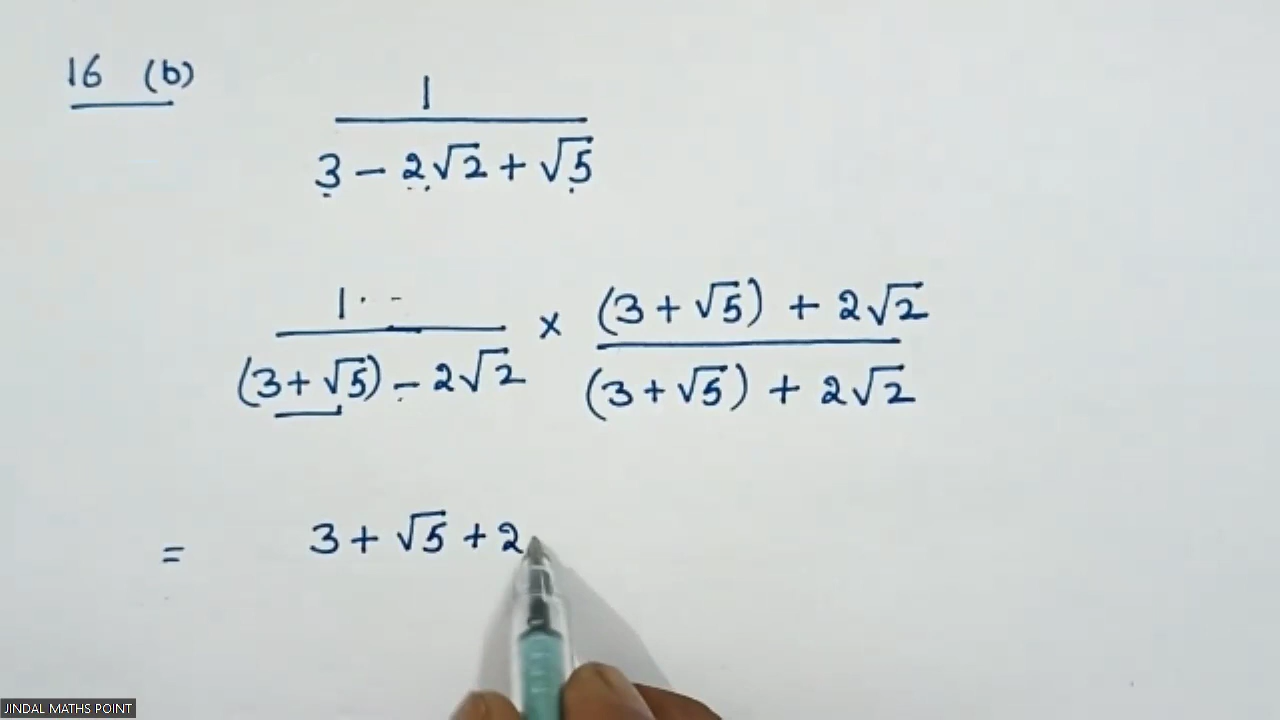 16 (b)
1
3 - 2√2 + √5
1 × (3 + √5) + 2√2
(3 + √5) - 2√2 (3 + √5) + 2√2
= 3 + √5 + 2
JINDAL MATHS POINT